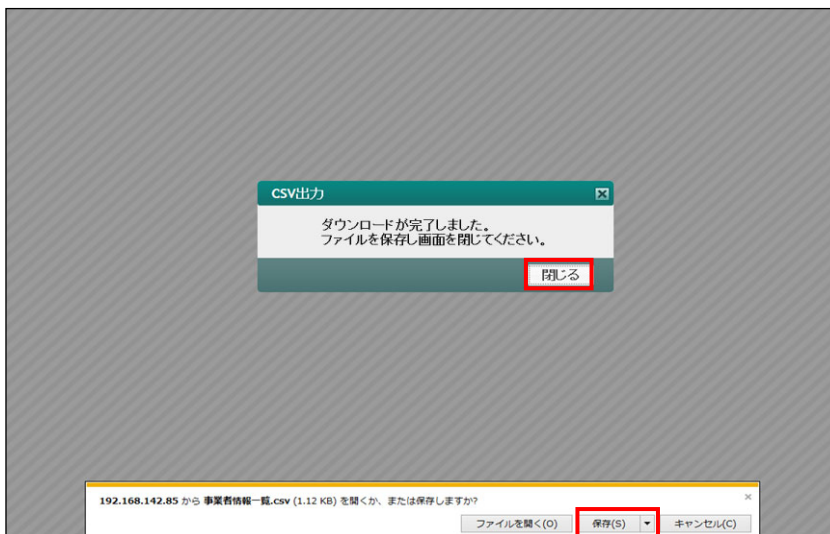 CSV出力
ダウンロードが完了しました。
ファイルを保存し画面を閉じてください。
閉じる
192.168.142.85 から 事業者情報一覧.csv (1.12 KB) を開くか、または保存しますか?
ファイルを開く(O) 保存(S) キャンセル(C)